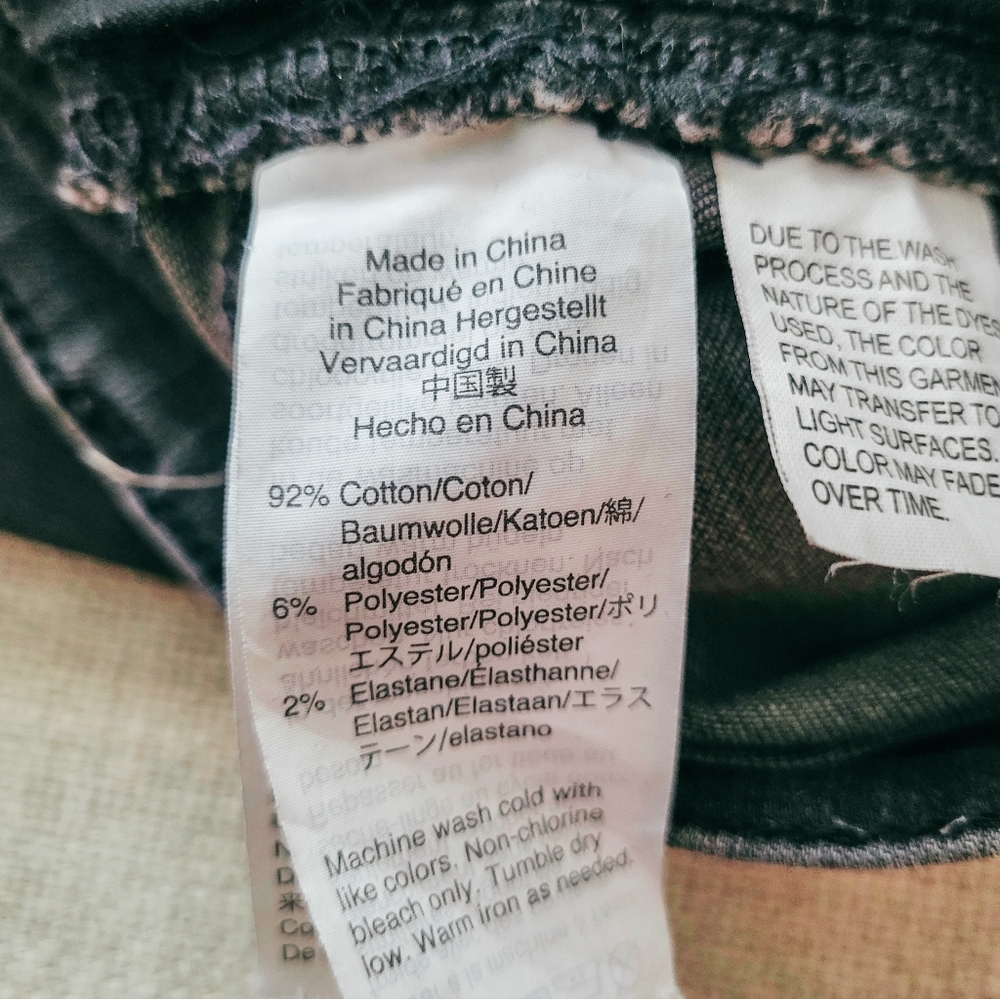 Made in China
Fabriqué en Chine
in China Hergestellt
Vervaardigd in China
中国製
Hecho en China
92% Cotton/Coton/
Baumwolle/Katoen/綿/
algodón
6% Polyester/Polyester/
Polyester/Polyester/ポリ
エステル/poliéster
2% Elastane/Élasthanne/
Elastan/Elastaan/エラス
テーン/elastano
Machine wash cold with
like colors. Non-chlorine
bleach only. Tumble dry
low. Warm iron as needed.
DUE TO THE WASH
PROCESS AND THE
NATURE OF THE DYES
USED, THE COLOR
FROM THIS GARMEN
MAY TRANSFER TO
LIGHT SURFACES.
COLOR MAY FADE
OVER TIME.
来
Co
De